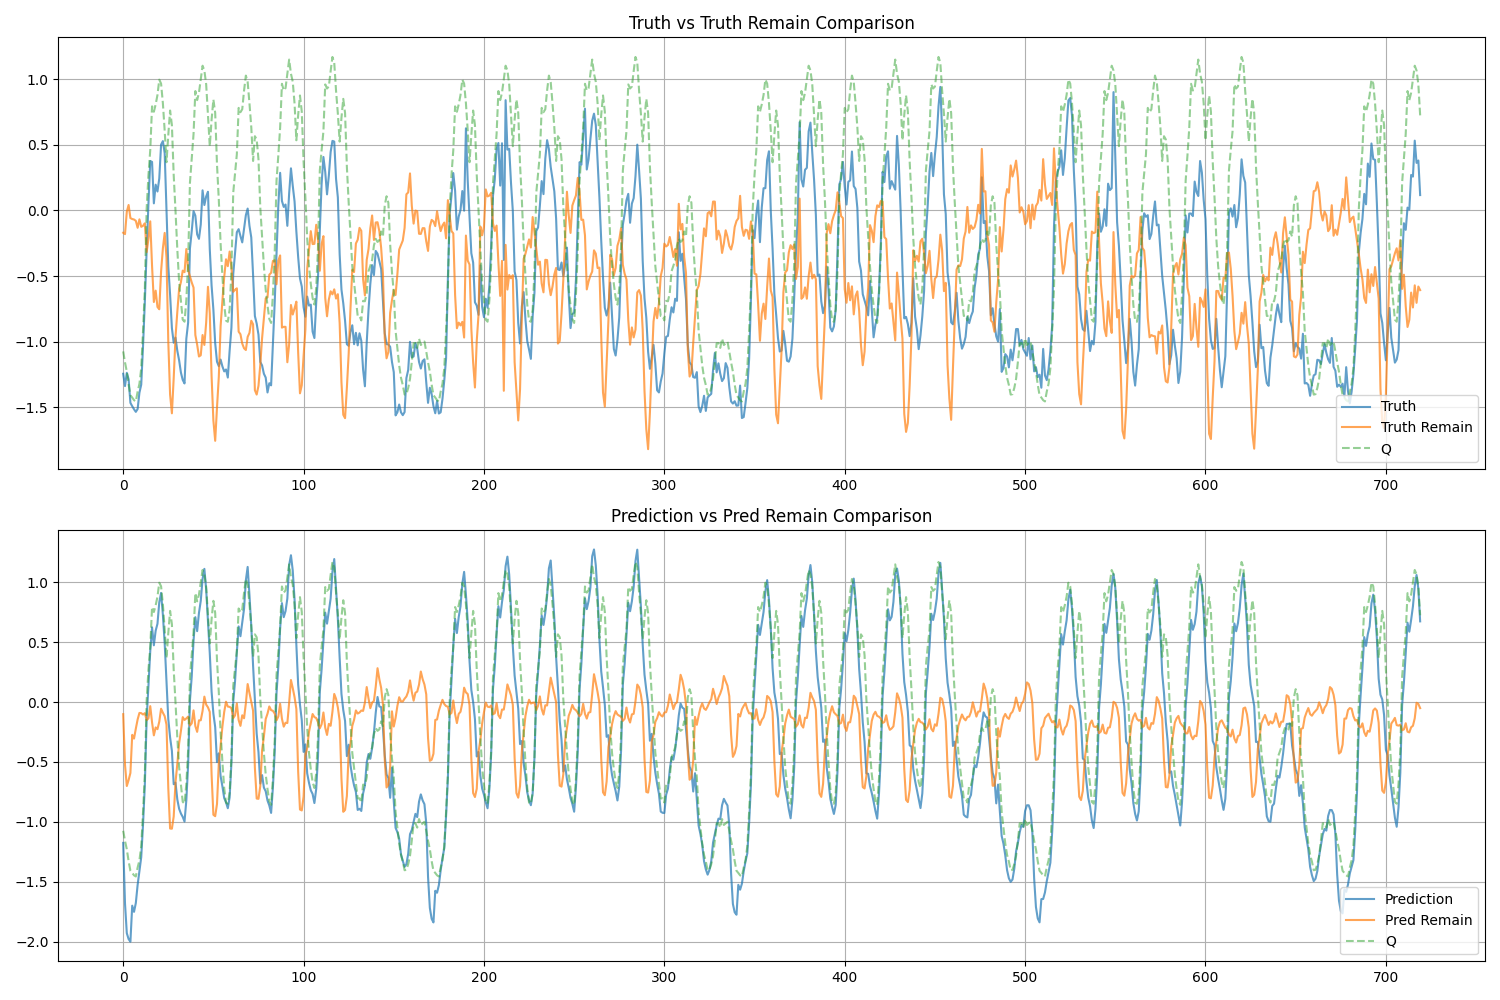 Truth vs Truth Remain Comparison
1.0
0.5
0.0
−0.5
−1.0
−1.5
Truth
Truth Remain
Q
0 100 200 300 400 500 600 700
Prediction vs Pred Remain Comparison
1.0
0.5
0.0
−0.5
−1.0
−1.5
−2.0
Prediction
Pred Remain
Q
0 100 200 300 400 500 600 700